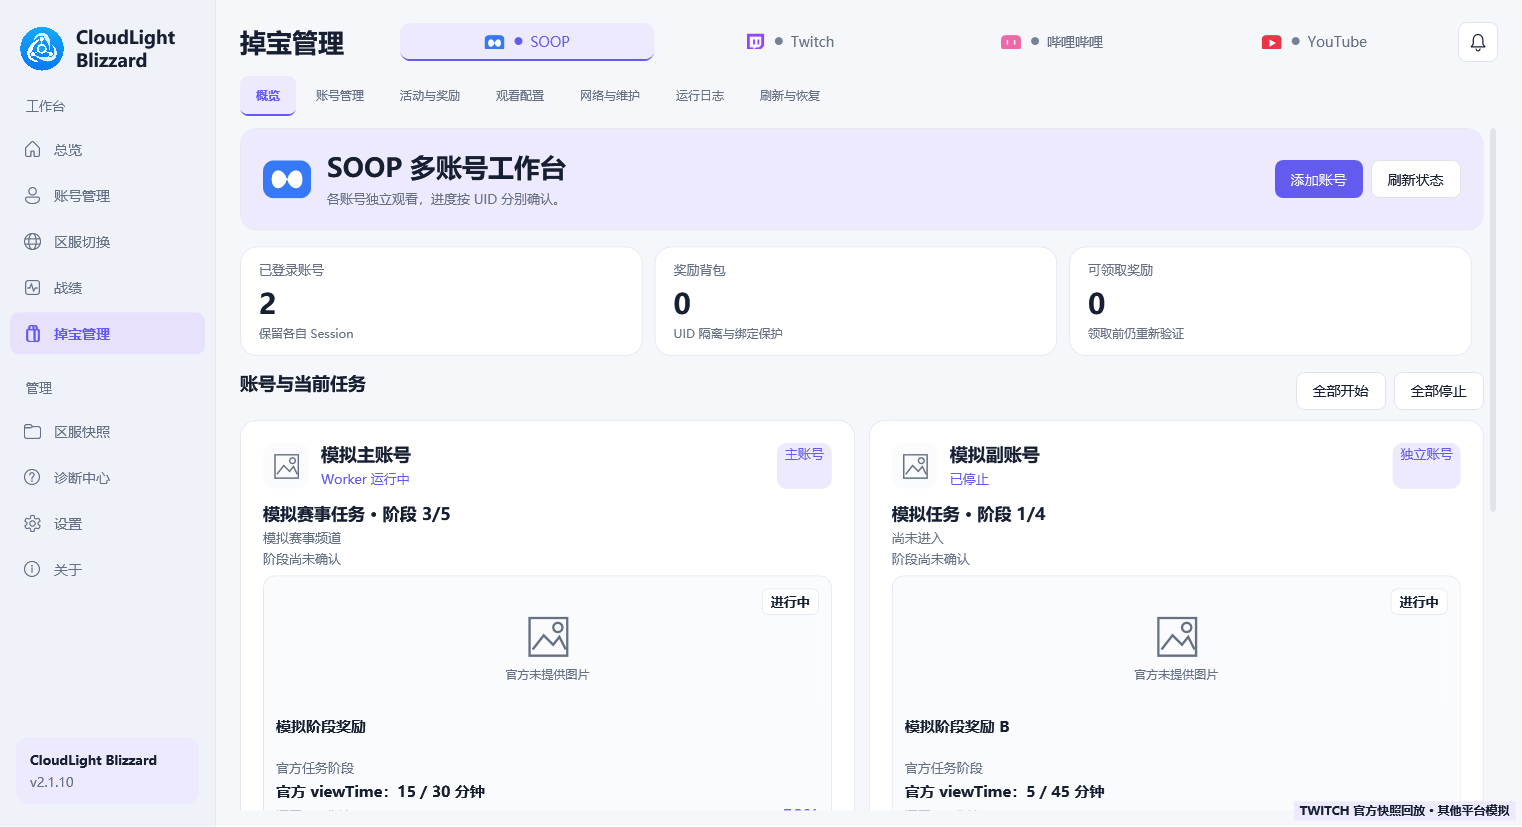 CloudLight
Blizzard
工作台
总览
账号管理
区服切换
战绩
掉宝管理
管理
区服快照
诊断中心
设置
关于
CloudLight Blizzard
v2.1.10
掉宝管理
SOOP
Twitch
哔哩哔哩
YouTube
概览
账号管理
活动与奖励
观看配置
网络与维护
运行日志
刷新与恢复
SOOP 多账号工作台
各账号独立观看，进度按 UID 分别确认。
添加账号
刷新状态
已登录账号
2
保留各自 Session
奖励背包
0
UID 隔离与绑定保护
可领取奖励
0
领取前仍重新验证
账号与当前任务
全部开始
全部停止
模拟主账号
Worker 运行中
主账号
模拟赛事任务 • 阶段 3/5
模拟赛事频道
阶段尚未确认
进行中
官方未提供图片
模拟阶段奖励
官方任务阶段
官方 viewTime：15 / 30 分钟
模拟副账号
已停止
独立账号
模拟任务 • 阶段 1/4
尚未进入
阶段尚未确认
进行中
官方未提供图片
模拟阶段奖励 B
官方任务阶段
官方 viewTime：5 / 45 分钟
TWITCH 官方快照回放 • 其他平台模拟